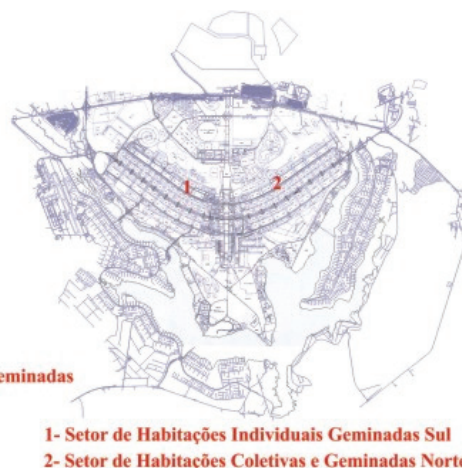 1
2
eminadas
1- Setor de Habitações Individuais Geminadas Sul
2- Setor de Habitações Coletivas e Geminadas Norte